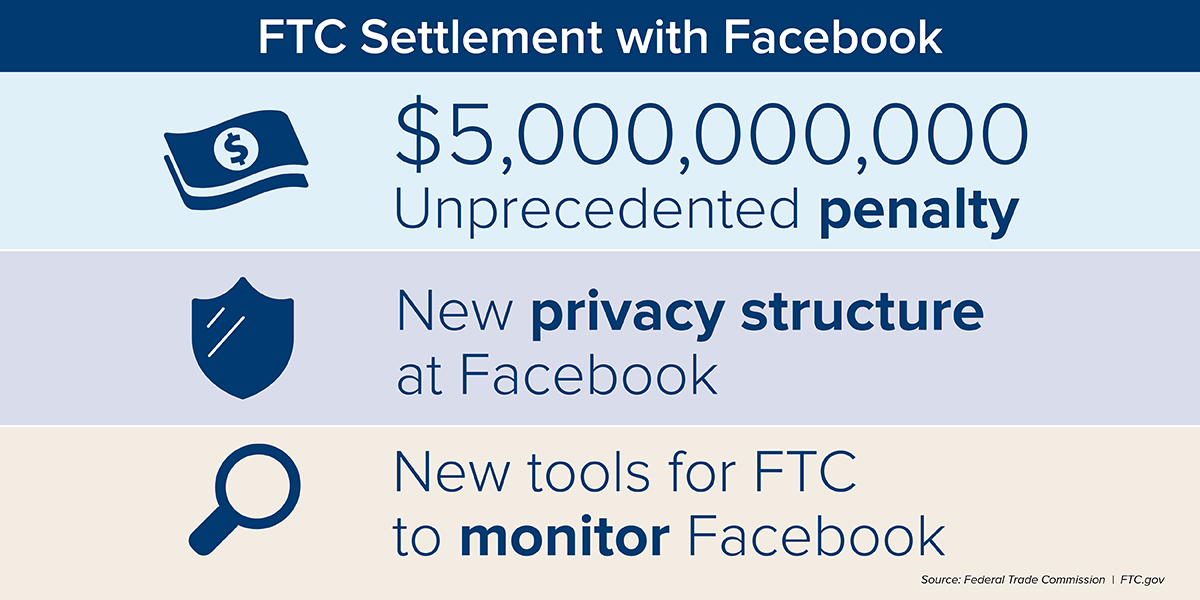 FTC Settlement with Facebook
$
$5,000,000,000
Unprecedented penalty
New privacy structure
at Facebook
New tools for FTC
to monitor Facebook
Source: Federal Trade Commission | FTC.gov